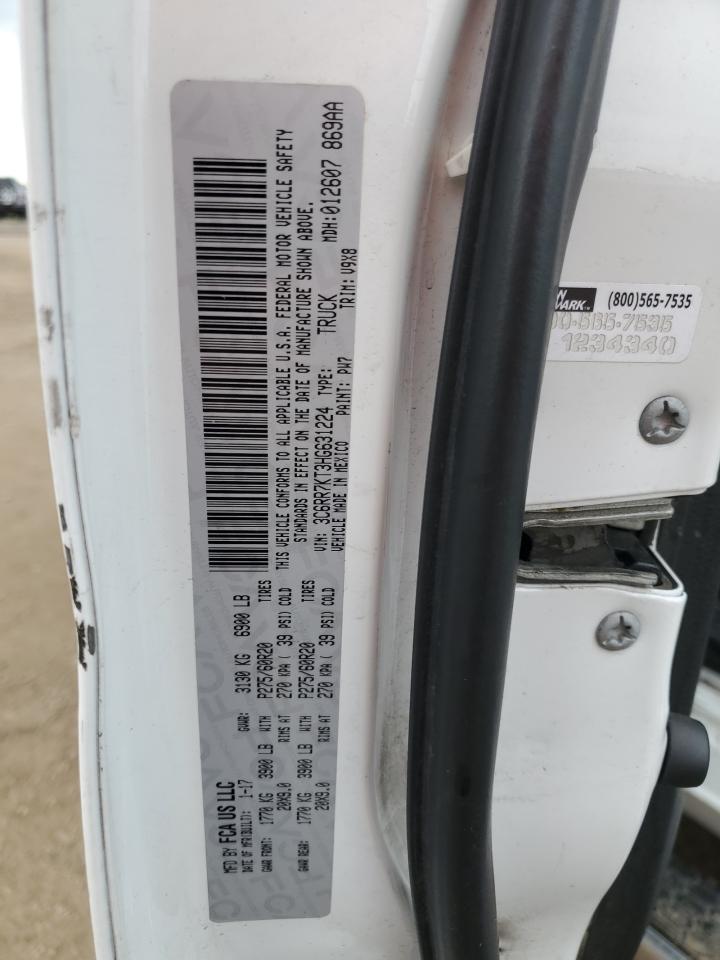 MFD BY FCA US LLC
DATE OF MFR(BUILT): 1-17
GVWR: 3130 KG 6900 LB
GAWR FRONT: 1770 KG 3900 LB WITH P275/60R20 TIRES
20X9.0 RIMS AT 270 KPA ( 39 PSI) COLD
GAWR REAR: 1770 KG 3900 LB WITH P275/60R20 TIRES
20X9.0 RIMS AT 270 KPA ( 39 PSI) COLD
THIS VEHICLE CONFORMS TO ALL APPLICABLE U.S.A. FEDERAL MOTOR VEHICLE SAFETY
STANDARDS IN EFFECT ON THE DATE OF MANUFACTURE SHOWN ABOVE.
VIN: 3C6RR7KT3HG631224 TYPE: TRUCK MDH:012607 869AA
VEHICLE MADE IN MEXICO PAINT: PW7 TRIM: V9X8
(800)565-7535
565-7535
1234340